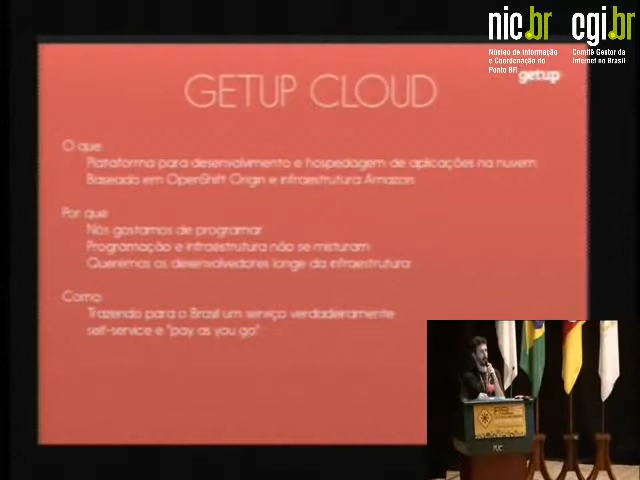 nic.br cgi.br
Núcleo de Informação
e Coordenação do
Ponto BR
Comitê Gestor da
Internet no Brasil
getup
GETUP CLOUD
O que:
Plataforma para desenvolvimento e hospedagem de aplicações na nuvem
Baseada em OpenShift Origin e infraestrutura Amazon
Por que:
Nós gostamos de programar
Programação e infraestrutura não se misturam
Queremos os desenvolvedores longe da infraestrutura
Como:
Trazendo para o Brasil um serviço verdadeiramente
self-service e "pay as you go"
PUC